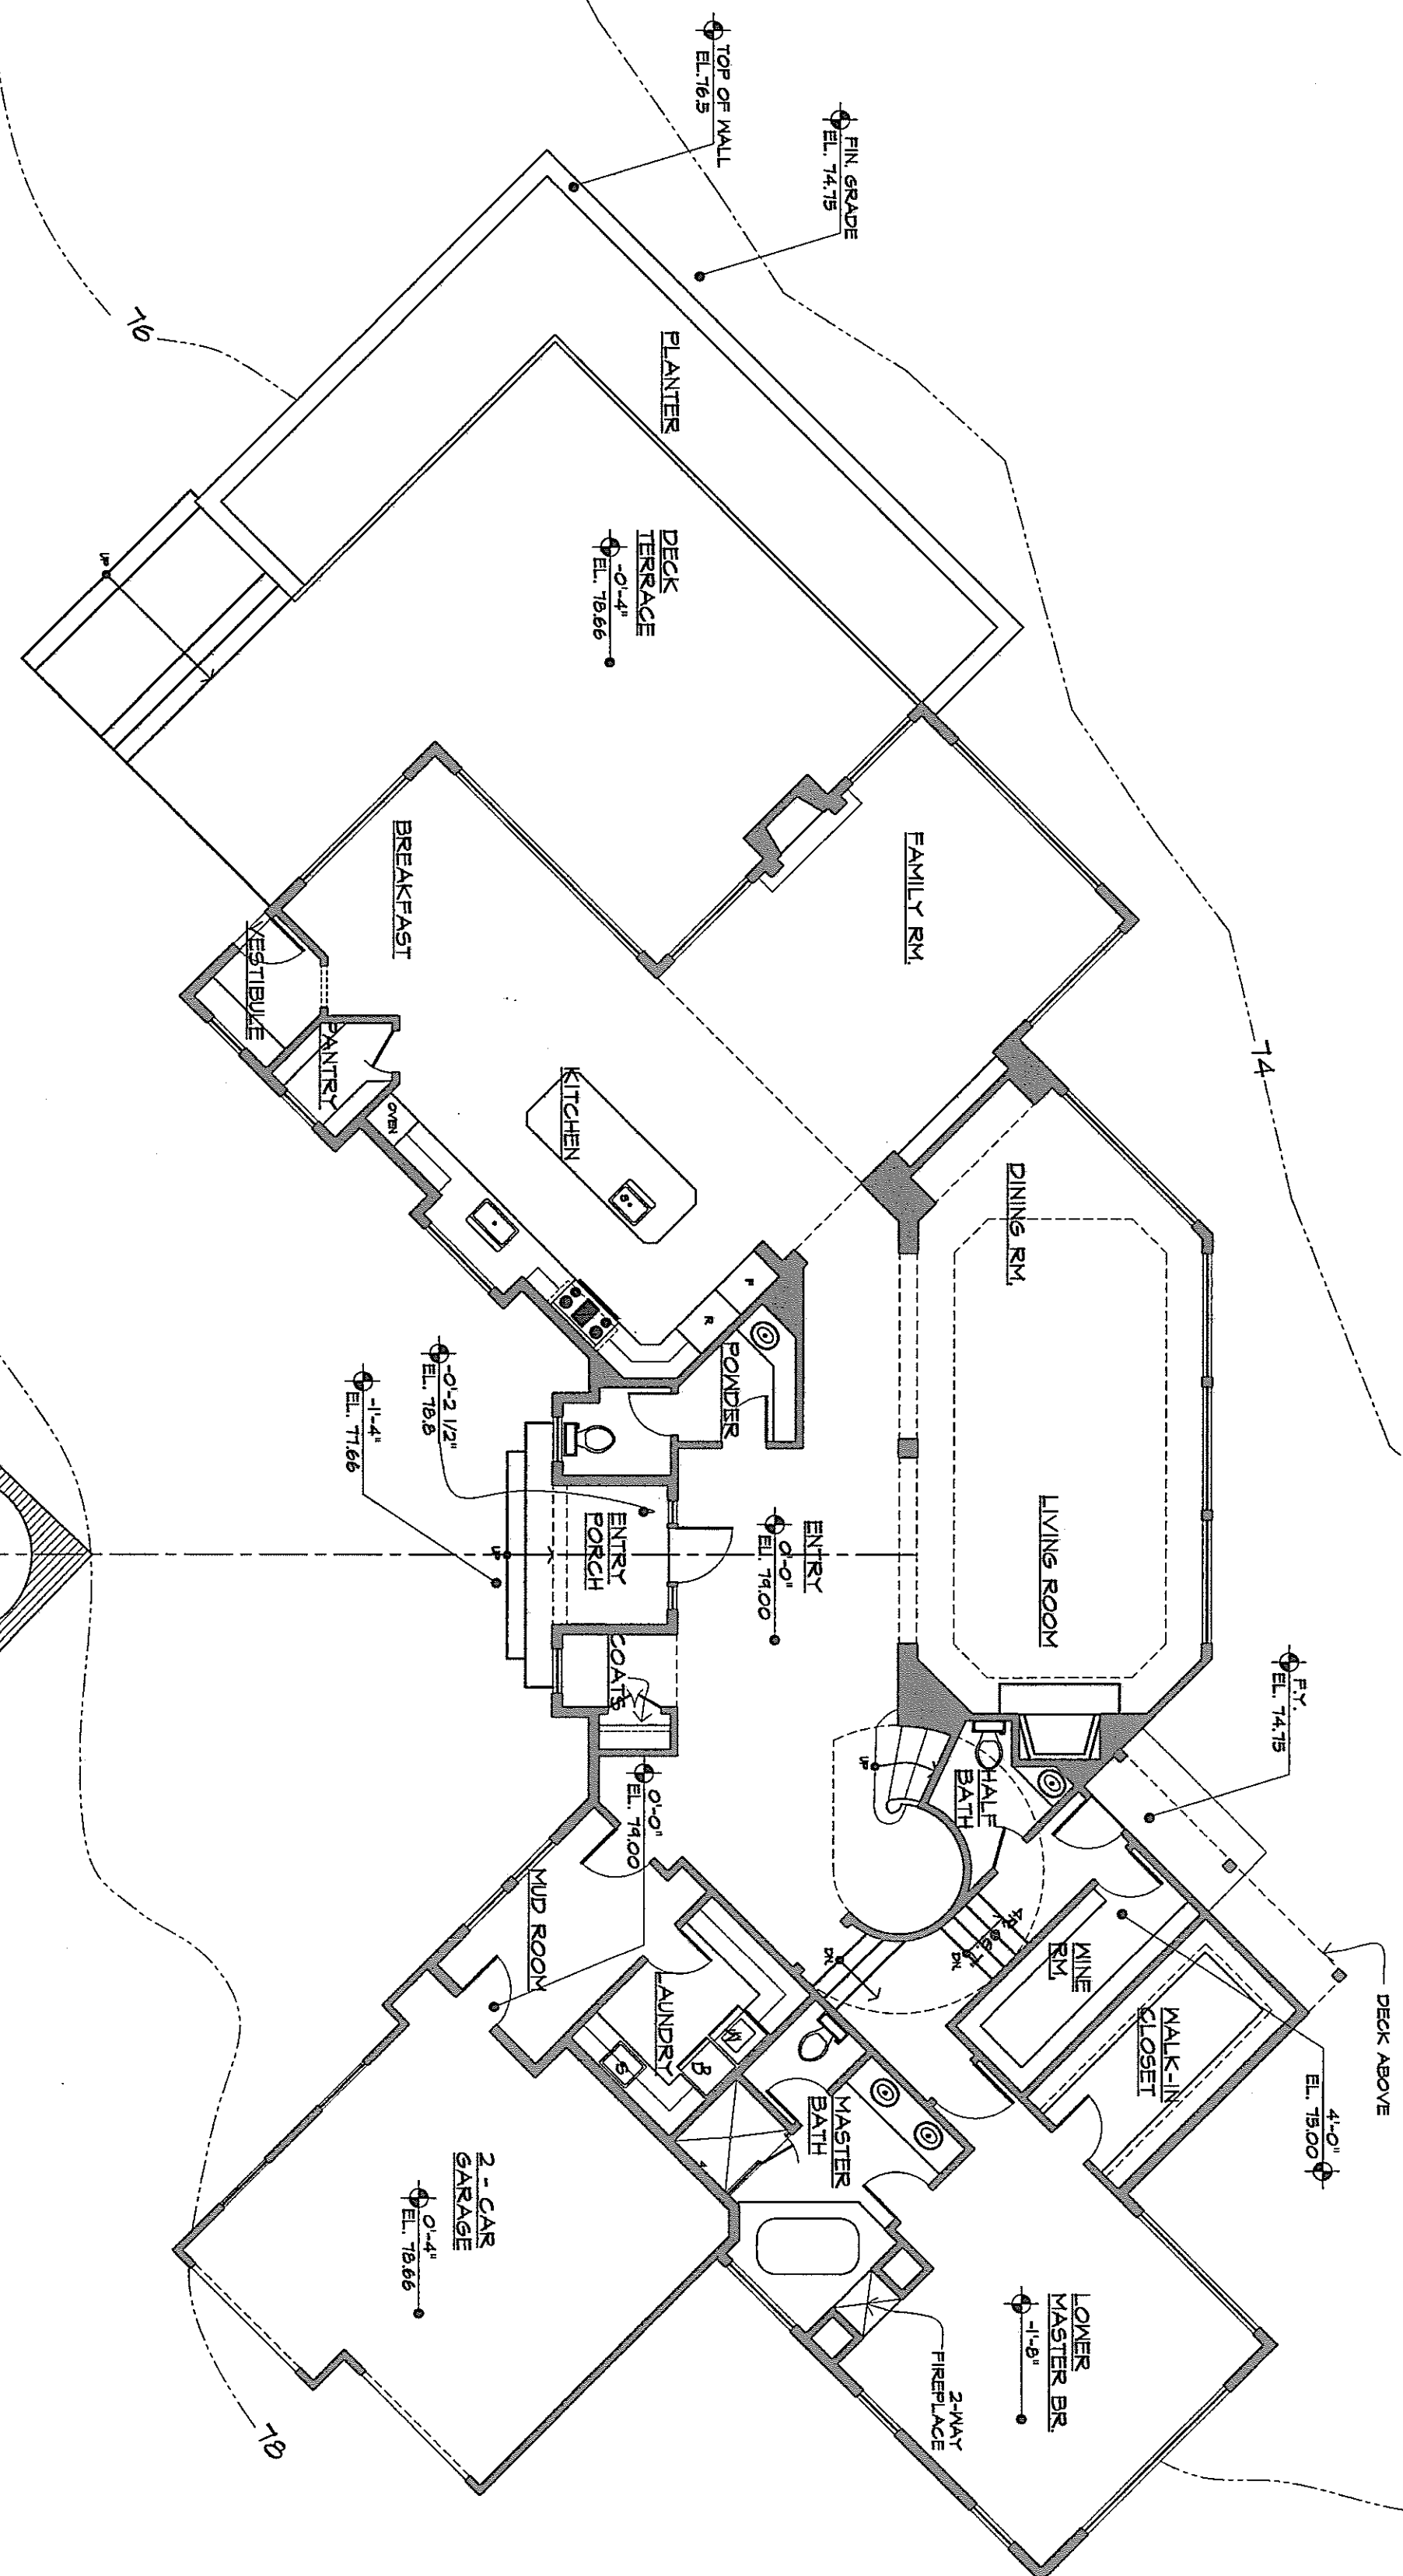 TOP OF WALL
EL. 76.5
FIN. GRADE
EL. 74.75
76
PLANTER
DECK
TERRACE
-0'-4"
EL. 78.66
UP
BREAKFAST
FAMILY RM.
VESTIBULE
PANTRY
OVEN
KITCHEN
S
F
R
74
DINING RM.
POWDER
-0'-2 1/2"
EL. 78.8
-1'-4"
EL. 77.66
LIVING ROOM
ENTRY
0'-0"
EL. 79.00
ENTRY
PORCH
UP
COATS
F.Y.
EL. 74.75
UP
HALF
BATH
0'-0"
EL. 79.00
MUD ROOM
LAUNDRY
W
S
DN.
DN.
WINE
RM.
WALK-IN
CLOSET
DECK ABOVE
4'-0"
EL. 75.00
MASTER
BATH
2 - CAR
GARAGE
0'-4"
EL. 78.66
LOWER
MASTER BR.
-1'-8"
2-WAY
FIREPLACE
78